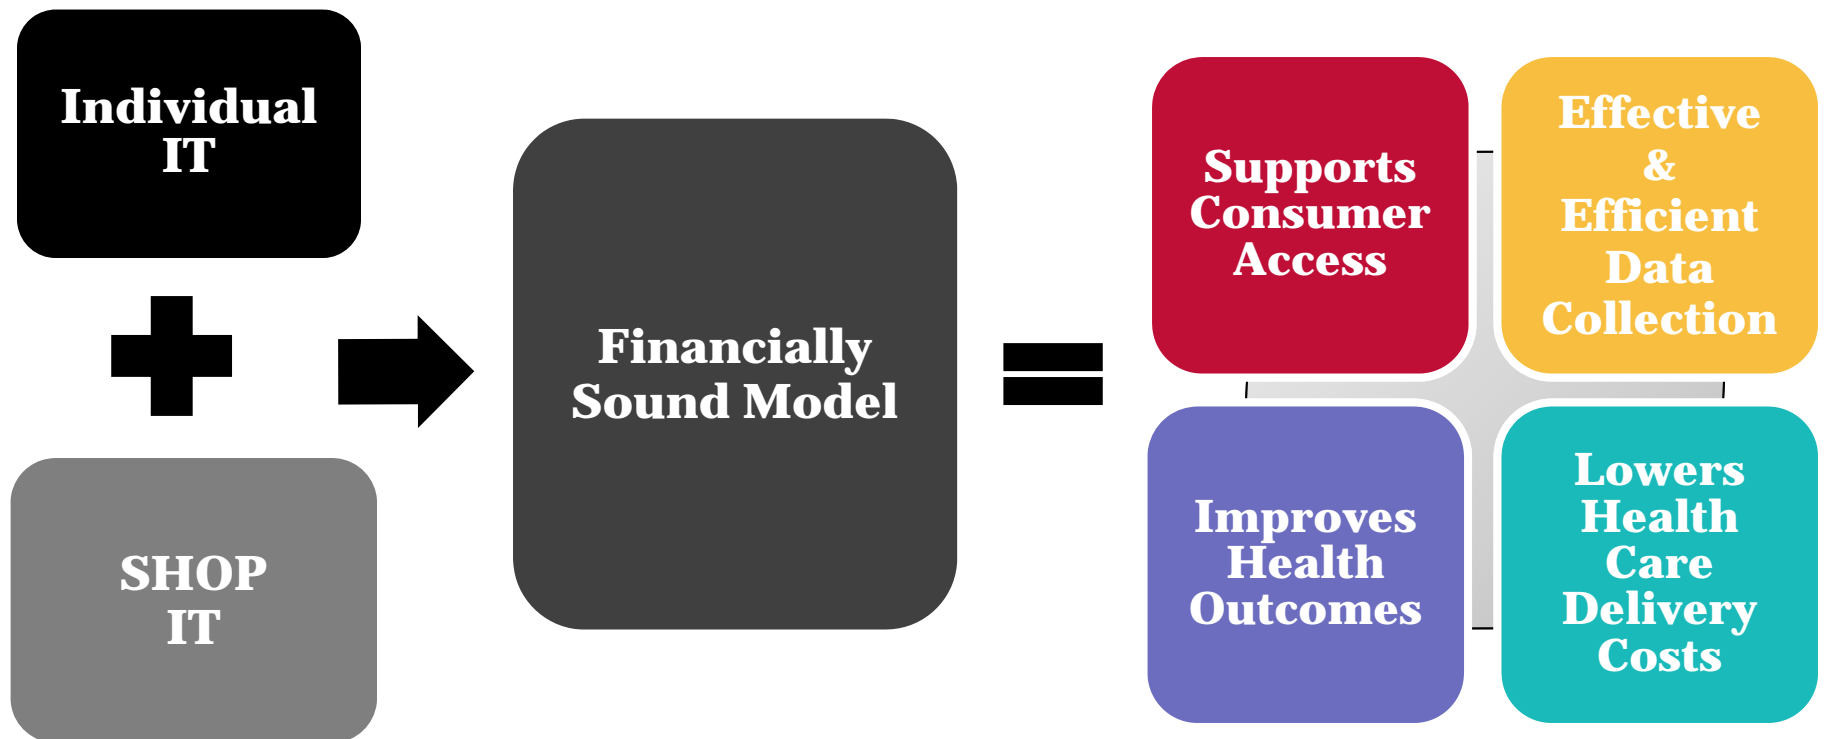 Individual
IT
SHOP
IT
Financially
Sound Model
Supports
Consumer
Access
Effective
&
Efficient
Data
Collection
Improves
Health
Outcomes
Lowers
Health
Care
Delivery
Costs